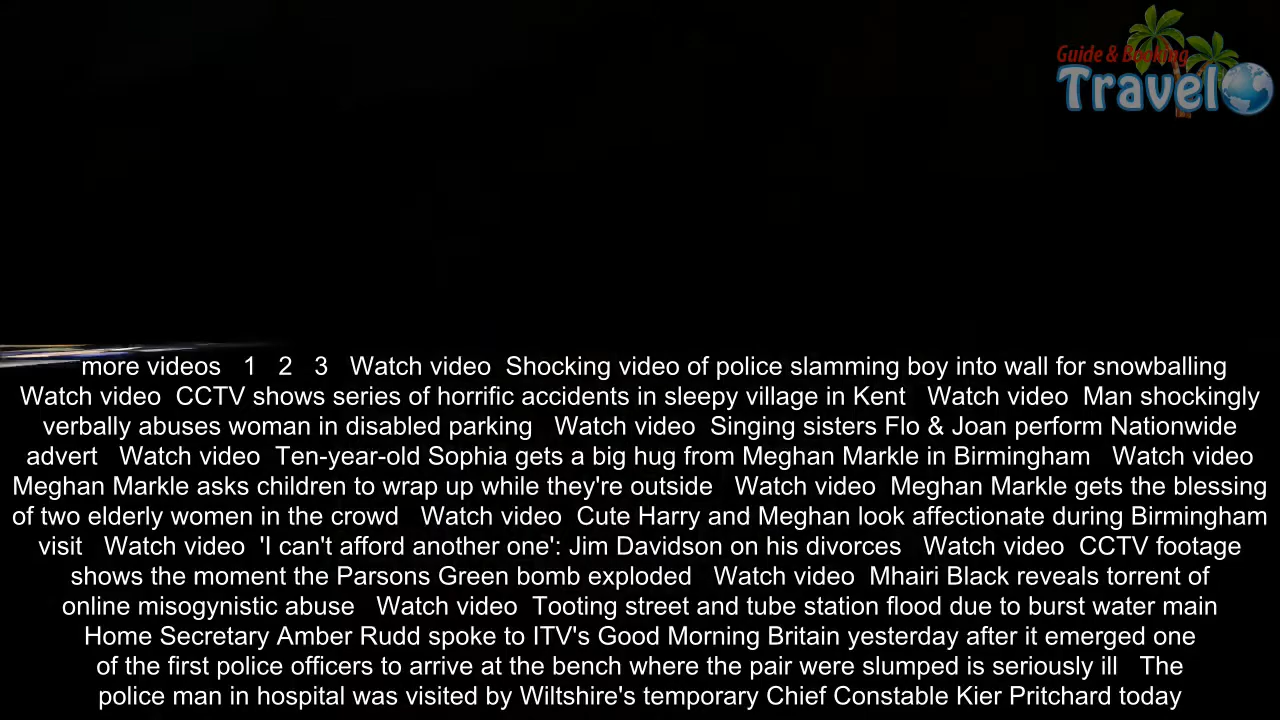 Guide & Booking
Travel
more videos 1 2 3 Watch video Shocking video of police slamming boy into wall for snowballing
Watch video CCTV shows series of horrific accidents in sleepy village in Kent Watch video Man shockingly
verbally abuses woman in disabled parking Watch video Singing sisters Flo & Joan perform Nationwide
advert Watch video Ten-year-old Sophia gets a big hug from Meghan Markle in Birmingham Watch video
Meghan Markle asks children to wrap up while they're outside Watch video Meghan Markle gets the blessing
of two elderly women in the crowd Watch video Cute Harry and Meghan look affectionate during Birmingham
visit Watch video 'I can't afford another one': Jim Davidson on his divorces Watch video CCTV footage
shows the moment the Parsons Green bomb exploded Watch video Mhairi Black reveals torrent of
online misogynistic abuse Watch video Tooting street and tube station flood due to burst water main
Home Secretary Amber Rudd spoke to ITV's Good Morning Britain yesterday after it emerged one
of the first police officers to arrive at the bench where the pair were slumped is seriously ill The
police man in hospital was visited by Wiltshire's temporary Chief Constable Kier Pritchard today